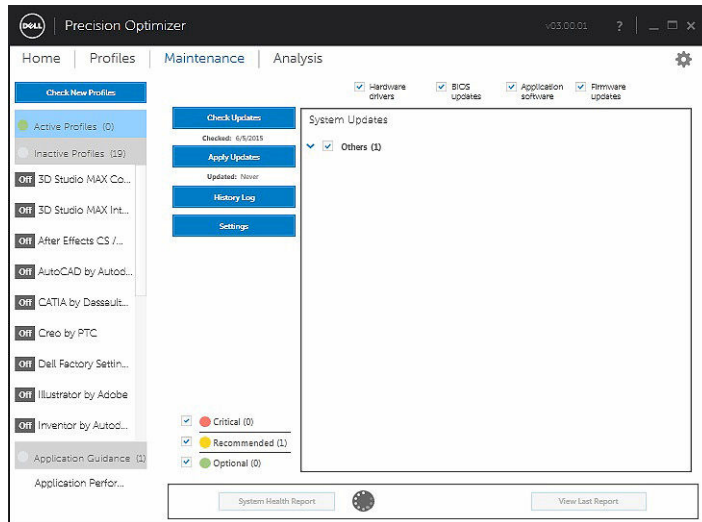 DELL Precision Optimizer v03.00.01 ?
Home Profiles Maintenance Analysis
Check New Profiles
Active Profiles (0)
Inactive Profiles (19)
Off 3D Studio MAX Co...
Off 3D Studio MAX Int...
Off After Effects CS /...
Off AutoCAD by Autod...
Off CATIA by Dassault...
Off Creo by PTC
Off Dell Factory Settin...
Off Illustrator by Adobe
Off Inventor by Autod...
Application Guidance (1)
Application Perfor...
Check Updates
Checked: 6/5/2015
Apply Updates
Updated: Never
History Log
Settings
Critical (0)
Recommended (1)
Optional (0)
Hardware drivers
BIOS updates
Application software
Firmware updates
System Updates
Others (1)
System Health Report
View Last Report